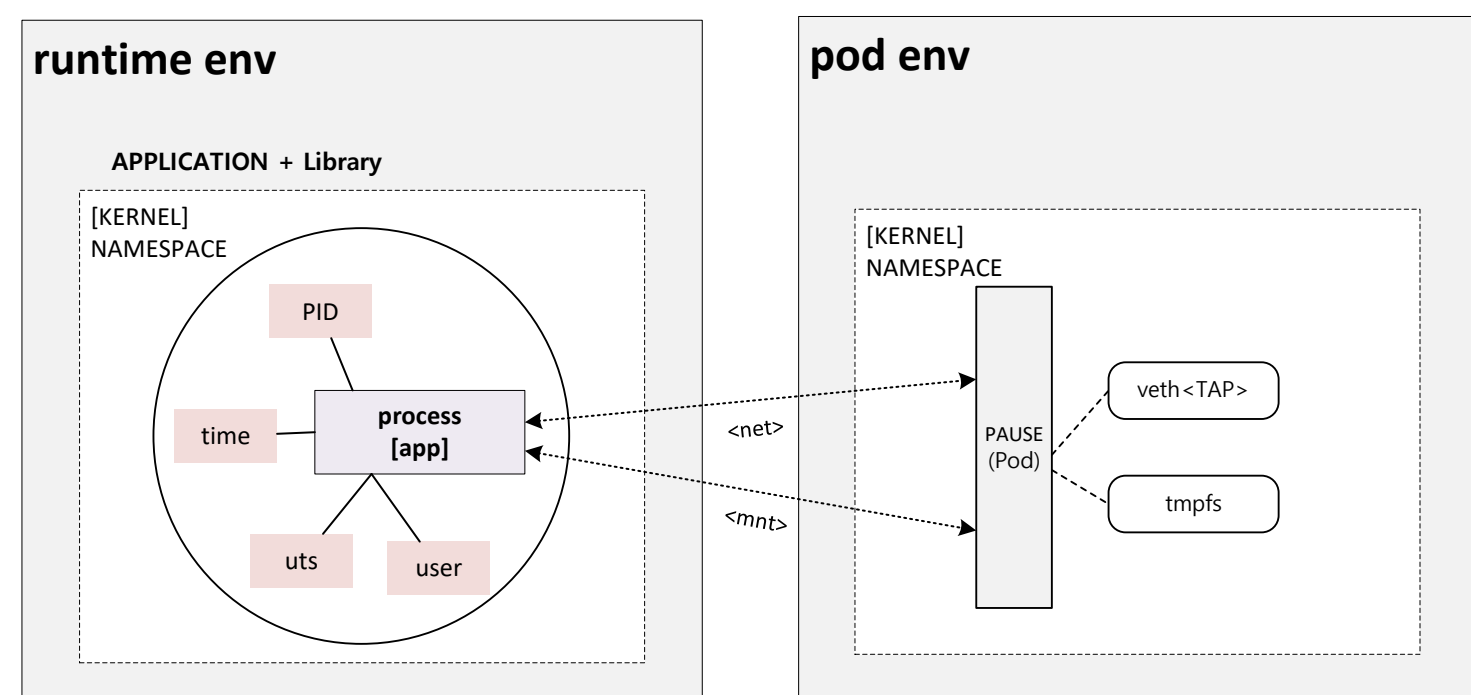 runtime env
APPLICATION + Library
[KERNEL]
NAMESPACE
PID
time
process
[app]
uts
user
<net>
<mnt>
pod env
[KERNEL]
NAMESPACE
PAUSE
(Pod)
veth<TAP>
tmpfs